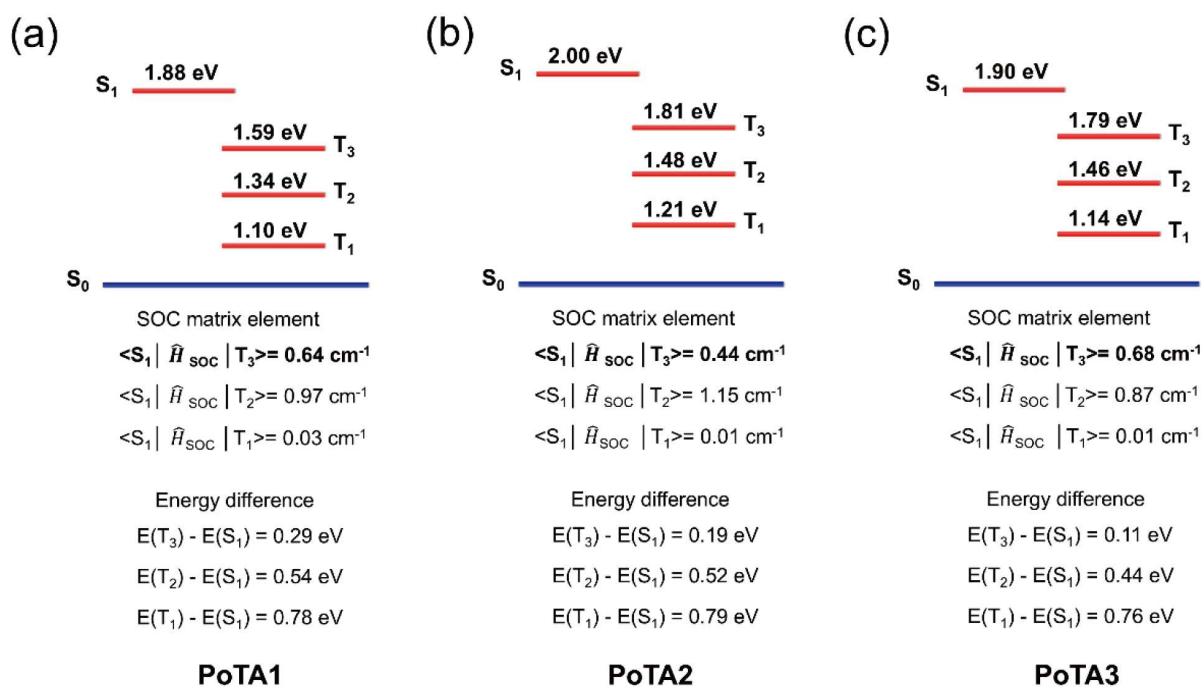 (a)
S₁ 1.88 eV
1.59 eV T₃
1.34 eV T₂
1.10 eV T₁
S₀
SOC matrix element
<S₁| Ĥ SOC |T₃>= 0.64 cm⁻¹
<S₁| Ĥ SOC |T₂>= 0.97 cm⁻¹
<S₁| Ĥ SOC |T₁>= 0.03 cm⁻¹
Energy difference
E(T₃) - E(S₁) = 0.29 eV
E(T₂) - E(S₁) = 0.54 eV
E(T₁) - E(S₁) = 0.78 eV
PoTA1
(b)
S₁ 2.00 eV
1.81 eV T₃
1.48 eV T₂
1.21 eV T₁
S₀
SOC matrix element
<S₁| Ĥ SOC |T₃>= 0.44 cm⁻¹
<S₁| Ĥ SOC |T₂>= 1.15 cm⁻¹
<S₁| Ĥ SOC |T₁>= 0.01 cm⁻¹
Energy difference
E(T₃) - E(S₁) = 0.19 eV
E(T₂) - E(S₁) = 0.52 eV
E(T₁) - E(S₁) = 0.79 eV
PoTA2
(c)
S₁ 1.90 eV
1.79 eV T₃
1.46 eV T₂
1.14 eV T₁
S₀
SOC matrix element
<S₁| Ĥ SOC |T₃>= 0.68 cm⁻¹
<S₁| Ĥ SOC |T₂>= 0.87 cm⁻¹
<S₁| Ĥ SOC |T₁>= 0.01 cm⁻¹
Energy difference
E(T₃) - E(S₁) = 0.11 eV
E(T₂) - E(S₁) = 0.44 eV
E(T₁) - E(S₁) = 0.76 eV
PoTA3